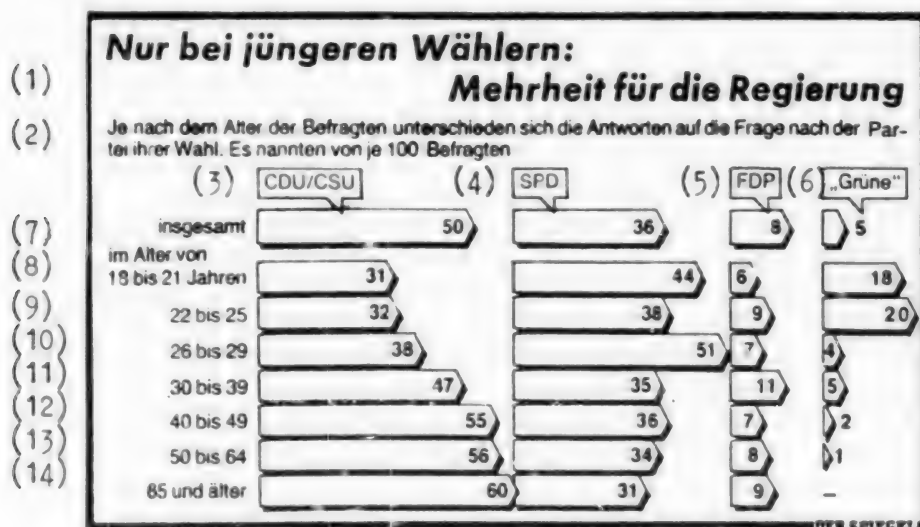 Nur bei jüngeren Wählern:
(1) Mehrheit für die Regierung
(2) Je nach dem Alter der Befragten unterschieden sich die Antworten auf die Frage nach der Par-
tei ihrer Wahl. Es nannten von je 100 Befragten
(3) CDU/CSU (4) SPD (5) FDP (6) „Grüne“
(7) insgesamt 50 36 8 5
im Alter von
(8) 18 bis 21 Jahren 31 44 6 18
(9) 22 bis 25 32 38 9 20
(10) 26 bis 29 38 51 7 4
(11) 30 bis 39 47 35 11 5
(12) 40 bis 49 55 36 7 2
(13) 50 bis 64 56 34 8 1
(14) 65 und älter 60 31 9 –
DER SPIEGEL